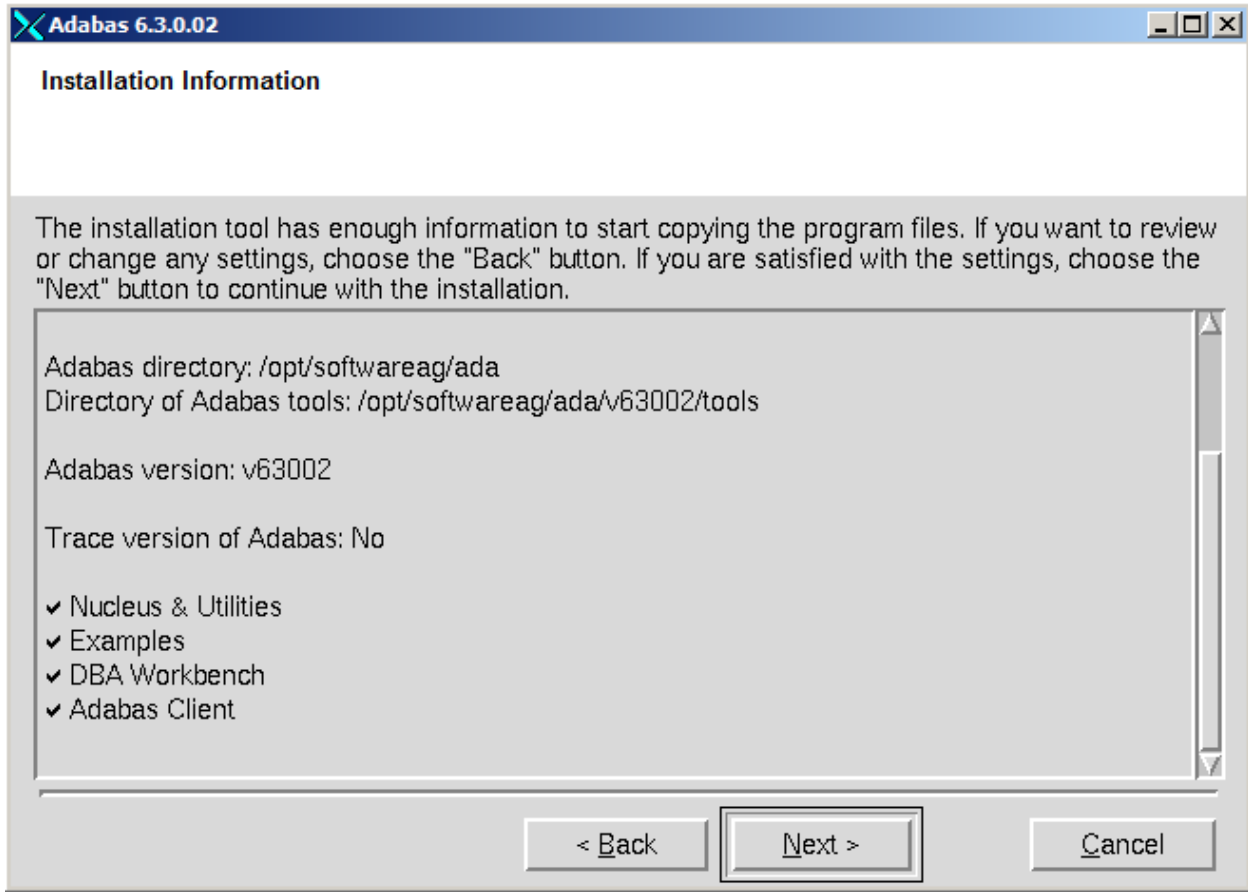 Adabas 6.3.0.02
Installation Information
The installation tool has enough information to start copying the program files. If you want to review
or change any settings, choose the "Back" button. If you are satisfied with the settings, choose the
"Next" button to continue with the installation.
Adabas directory: /opt/softwareag/ada
Directory of Adabas tools: /opt/softwareag/ada/v63002/tools
Adabas version: v63002
Trace version of Adabas: No
✔ Nucleus & Utilities
✔ Examples
✔ DBA Workbench
✔ Adabas Client
< Back Next > Cancel